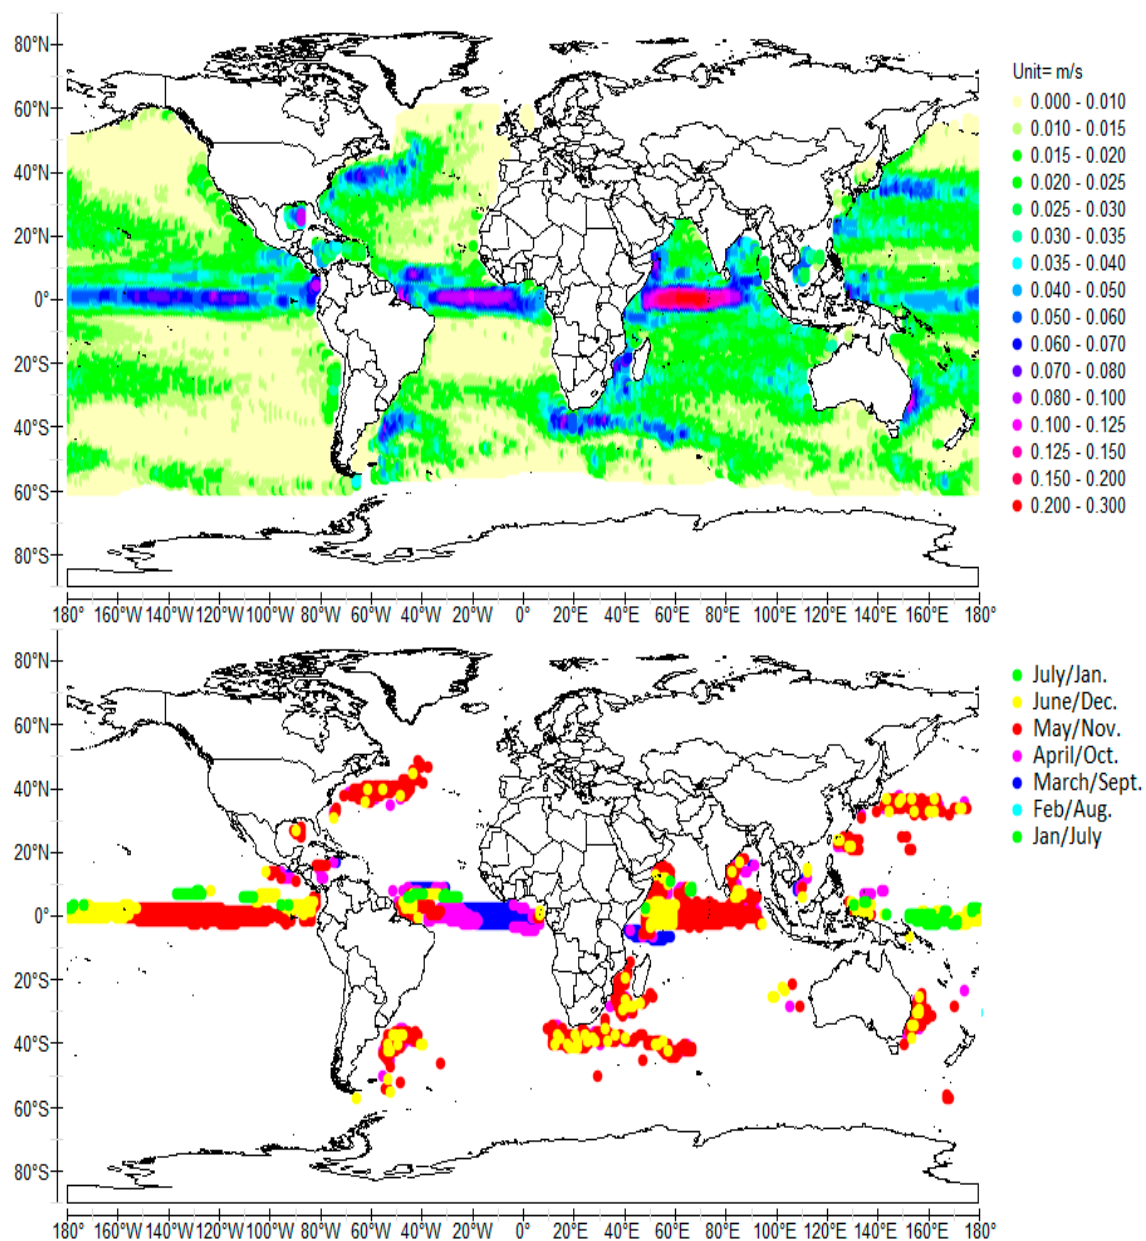 80°N
60°N
40°N
20°N
0°
20°S
40°S
60°S
80°S
180° 160°W 140°W 120°W 100°W 80°W 60°W 40°W 20°W 0° 20°E 40°E 60°E 80°E 100°E 120°E 140°E 160°E 180°
Unit= m/s
0.000 - 0.010
0.010 - 0.015
0.015 - 0.020
0.020 - 0.025
0.025 - 0.030
0.030 - 0.035
0.035 - 0.040
0.040 - 0.050
0.050 - 0.060
0.060 - 0.070
0.070 - 0.080
0.080 - 0.100
0.100 - 0.125
0.125 - 0.150
0.150 - 0.200
0.200 - 0.300
80°N
60°N
40°N
20°N
0°
20°S
40°S
60°S
80°S
180° 160°W 140°W 120°W 100°W 80°W 60°W 40°W 20°W 0° 20°E 40°E 60°E 80°E 100°E 120°E 140°E 160°E 180°
July/Jan.
June/Dec.
May/Nov.
April/Oct.
March/Sept.
Feb/Aug.
Jan/July